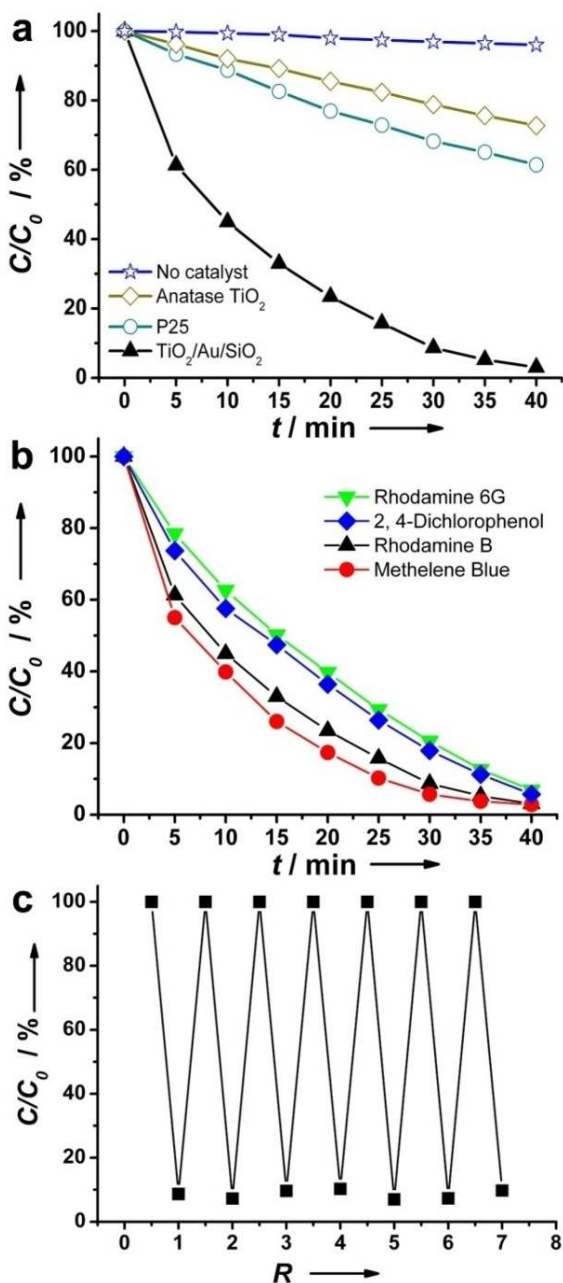 a
C/C₀ / %
100
80
60
40
20
0
No catalyst
Anatase TiO₂
P25
TiO₂/Au/SiO₂
0 5 10 15 20 25 30 35 40
t / min
b
C/C₀ / %
100
80
60
40
20
0
Rhodamine 6G
2, 4-Dichlorophenol
Rhodamine B
Methelene Blue
0 5 10 15 20 25 30 35 40
t / min
c
C/C₀ / %
100
80
60
40
20
0
0 1 2 3 4 5 6 7 8
R